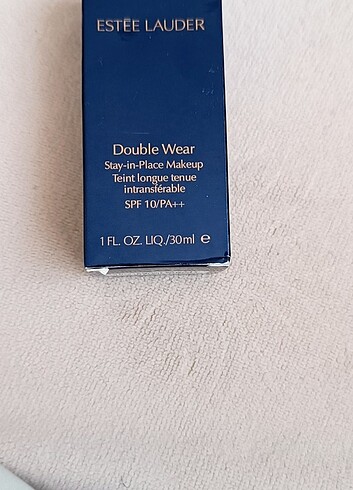 ESTĒE LAUDER
Double Wear
Stay-in-Place Makeup
Teint longue tenue
intransférable
SPF 10/PA++
1 FL. OZ. LIQ./30ml ℮